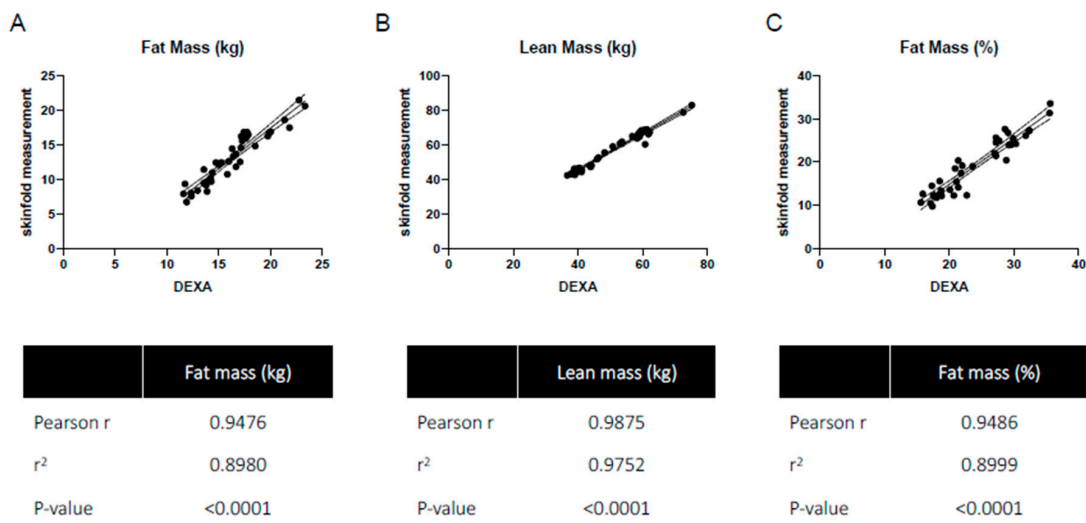 A
B
C
Fat Mass (kg)
Lean Mass (kg)
Fat Mass (%)
skinfold measurement
25
20
15
10
5
0
0 5 10 15 20 25
DEXA
skinfold measurement
100
80
60
40
20
0
0 20 40 60 80
DEXA
skinfold measurement
40
30
20
10
0
0 10 20 30 40
DEXA
Fat mass (kg)
Pearson r 0.9476
r² 0.8980
P-value <0.0001
Lean mass (kg)
Pearson r 0.9875
r² 0.9752
P-value <0.0001
Fat mass (%)
Pearson r 0.9486
r² 0.8999
P-value <0.0001